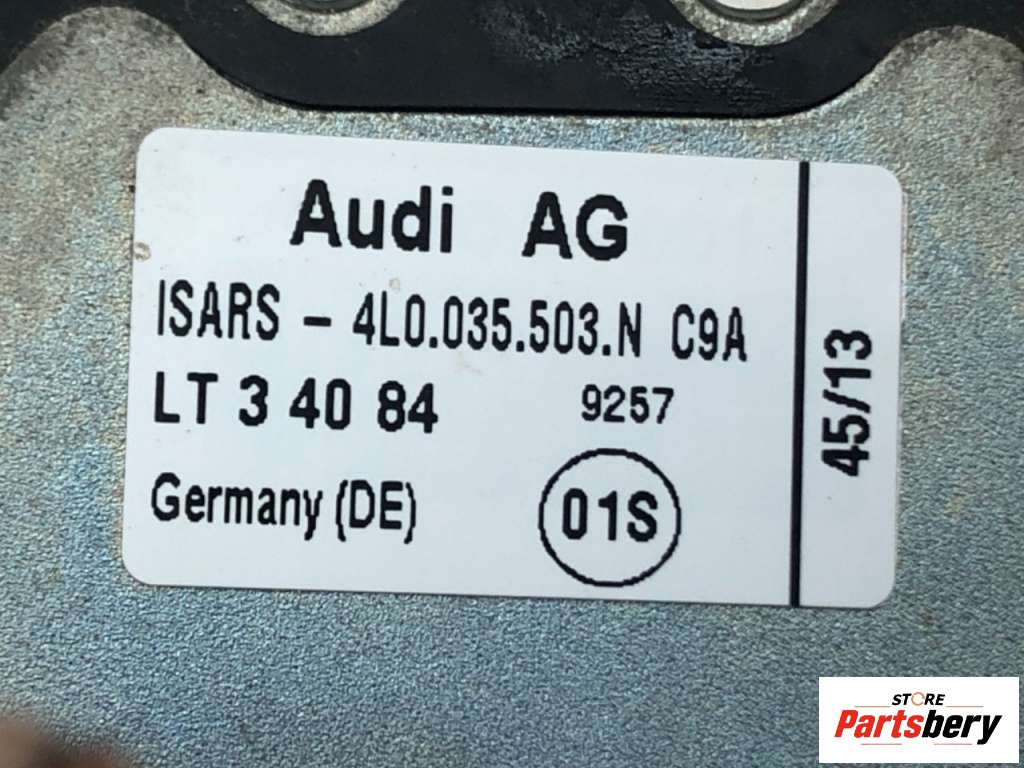 Audi AG
ISARS - 4L0.035.503.N C9A
LT 3 40 84 9257
Germany (DE) 01S
45/13
STORE
Partsbery